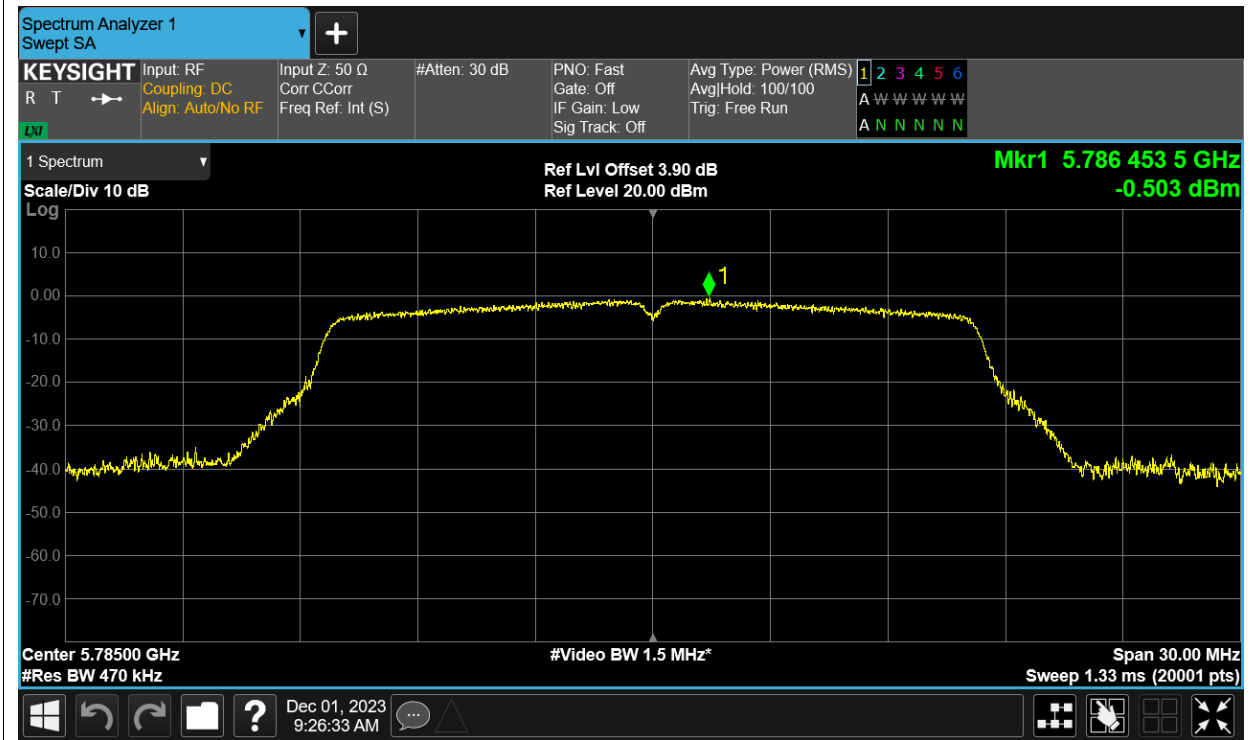 Spectrum Analyzer 1
Swept SA
KEYSIGHT
R T
LXI
Input: RF
Coupling: DC
Align: Auto/No RF
Input Z: 50 Ω
Corr CCorr
Freq Ref: Int (S)
#Atten: 30 dB
PNO: Fast
Gate: Off
IF Gain: Low
Sig Track: Off
Avg Type: Power (RMS)
Avg|Hold: 100/100
Trig: Free Run
1 2 3 4 5 6
A W W W W W
A N N N N N
1 Spectrum
Scale/Div 10 dB
Log
Ref Lvl Offset 3.90 dB
Ref Level 20.00 dBm
Mkr1 5.786 453 5 GHz
-0.503 dBm
10.0
0.00
-10.0
-20.0
-30.0
-40.0
-50.0
-60.0
-70.0
1
Center 5.78500 GHz
#Res BW 470 kHz
#Video BW 1.5 MHz*
Span 30.00 MHz
Sweep 1.33 ms (20001 pts)
?
Dec 01, 2023
9:26:33 AM